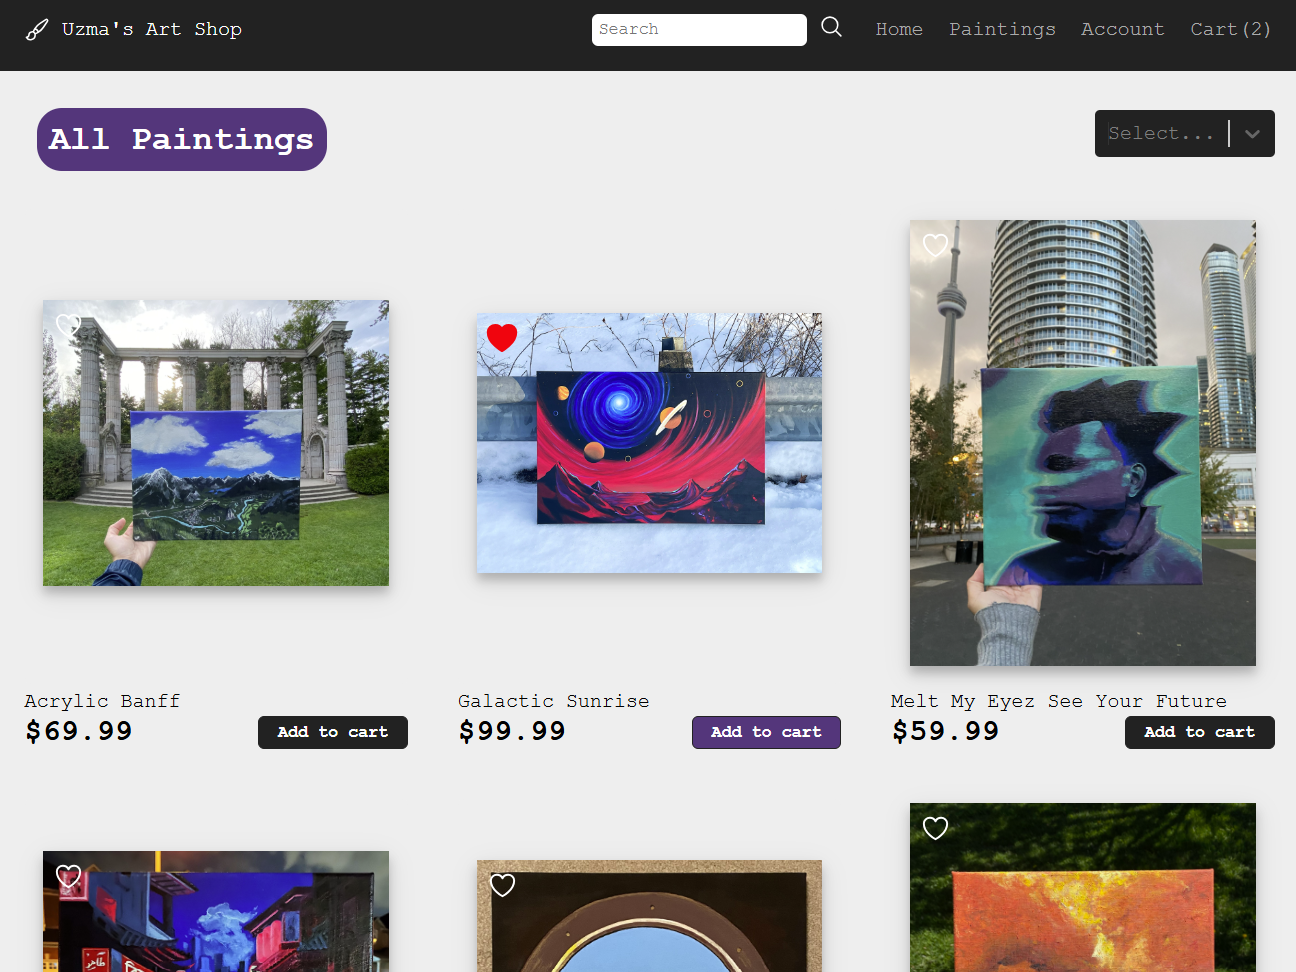 Uzma's Art Shop
Search
Home
Paintings
Account
Cart(2)
All Paintings
Select...
Acrylic Banff
$69.99
Add to cart
Galactic Sunrise
$99.99
Add to cart
Melt My Eyez See Your Future
$59.99
Add to cart